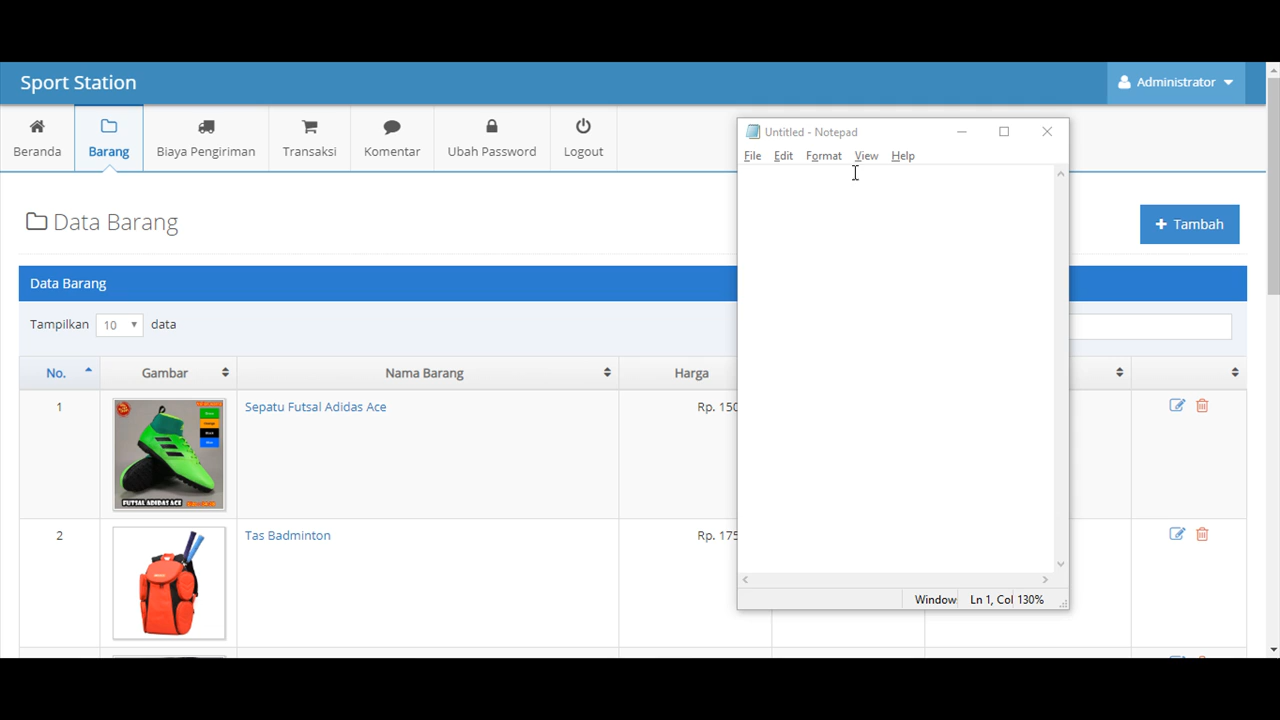 Sport Station
Administrator
Beranda
Barang
Biaya Pengiriman
Transaksi
Komentar
Ubah Password
Logout
Untitled - Notepad
File Edit Format View Help
Data Barang
+ Tambah
Data Barang
Tampilkan 10 data
No. Gambar Nama Barang Harga
1 Sepatu Futsal Adidas Ace Rp. 150
FUTSAL ADIDAS ACE
2 Tas Badminton Rp. 175
Window Ln 1, Col 130%